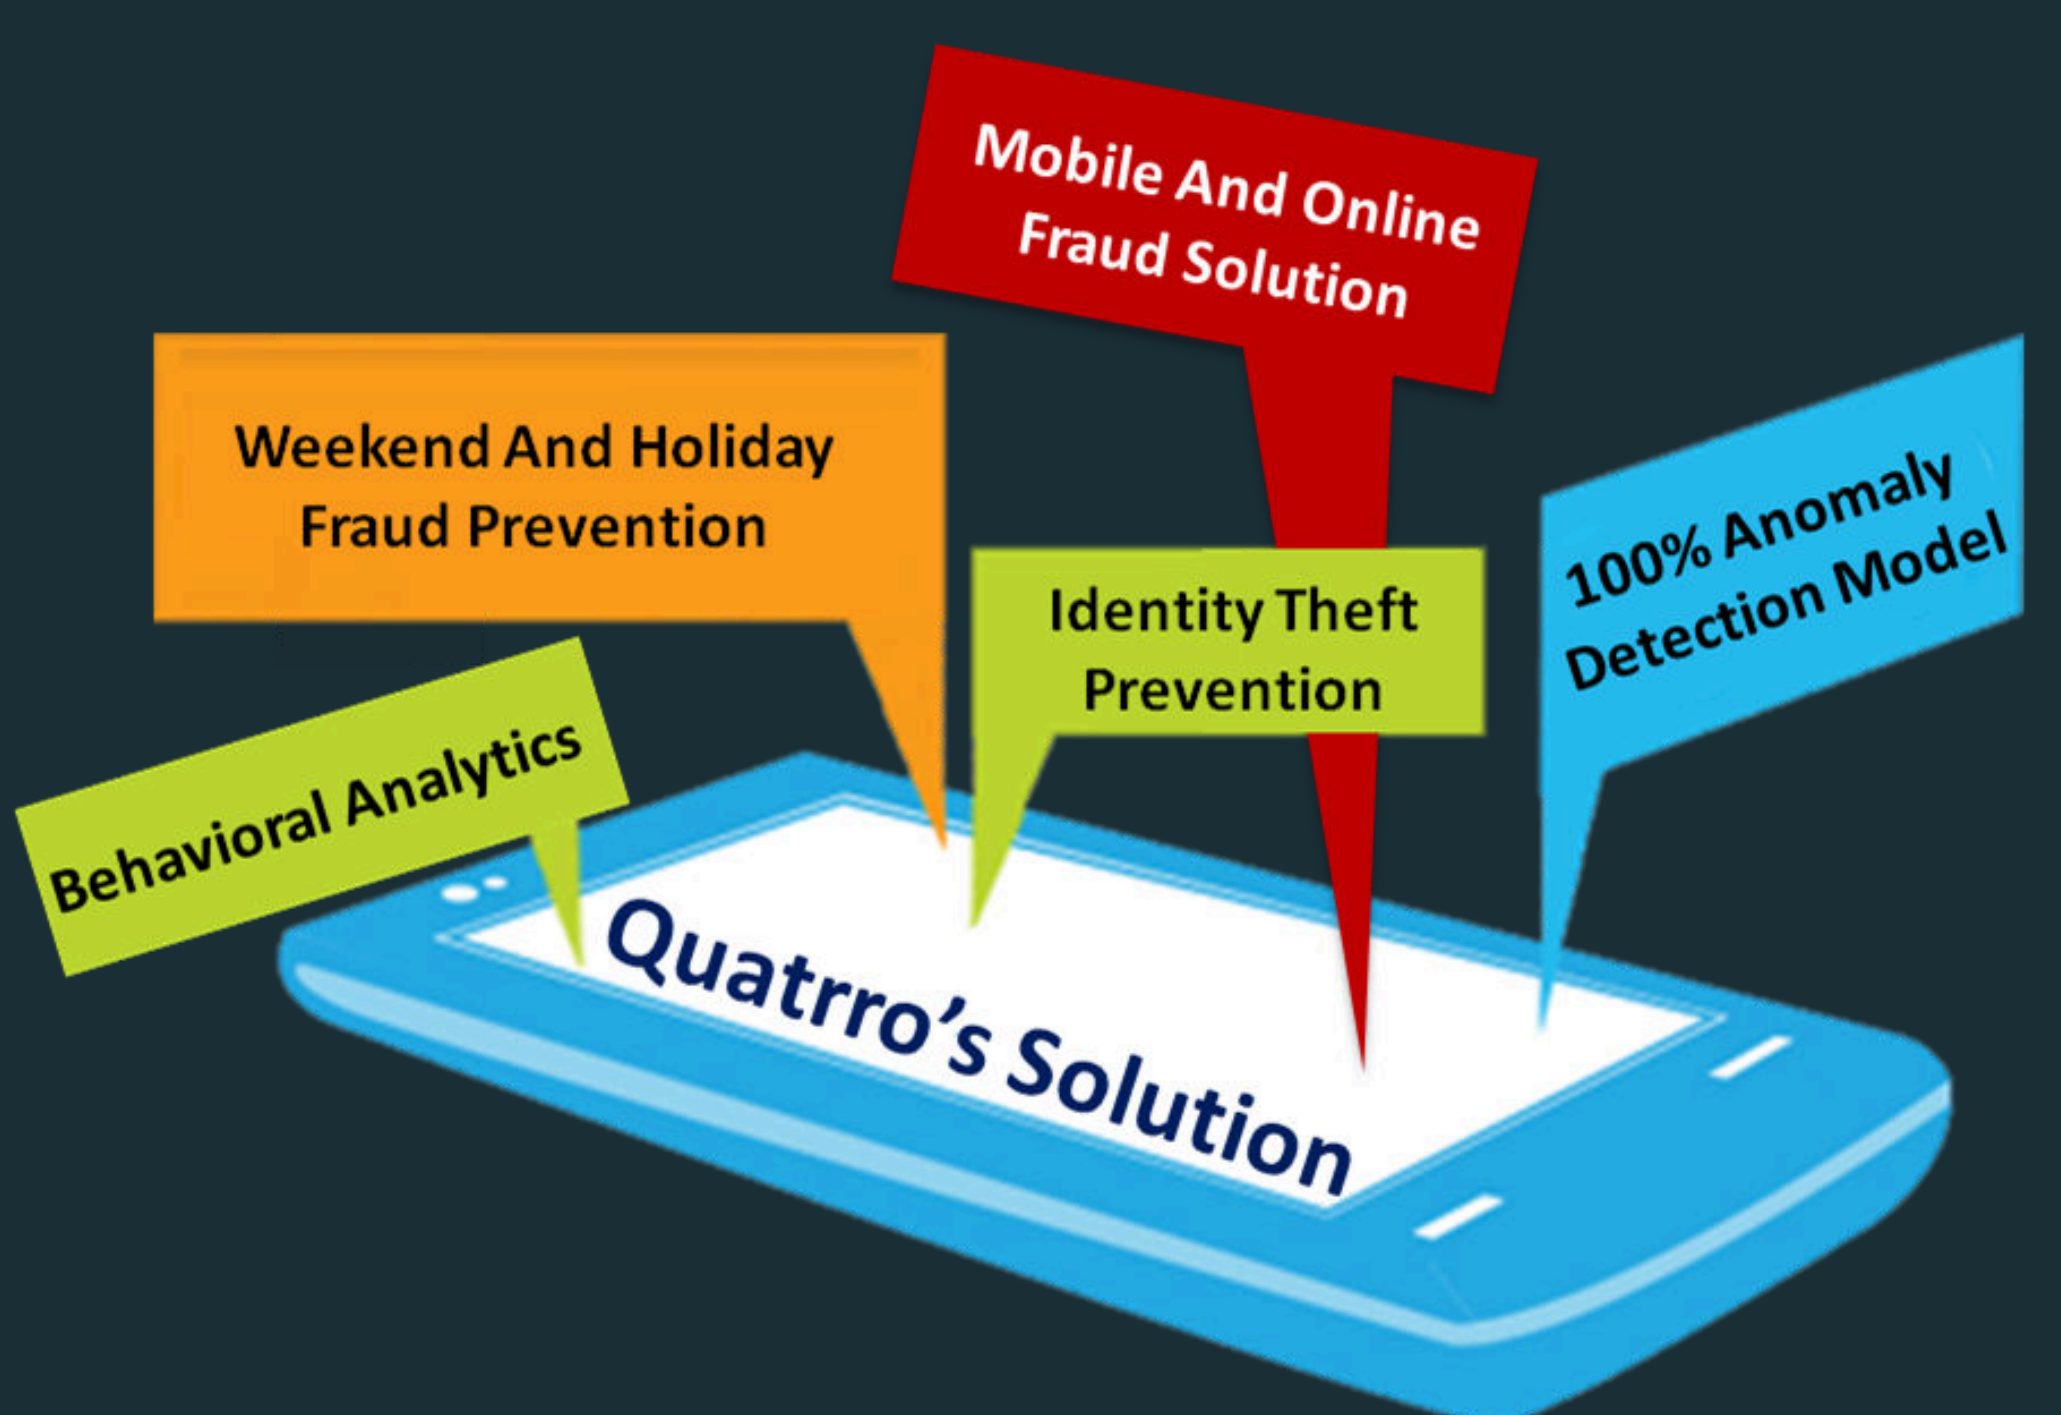 Mobile And Online
Fraud Solution
Weekend And Holiday
Fraud Prevention
100% Anomaly
Detection Model
Identity Theft
Prevention
Behavioral Analytics
Quatrro's Solution